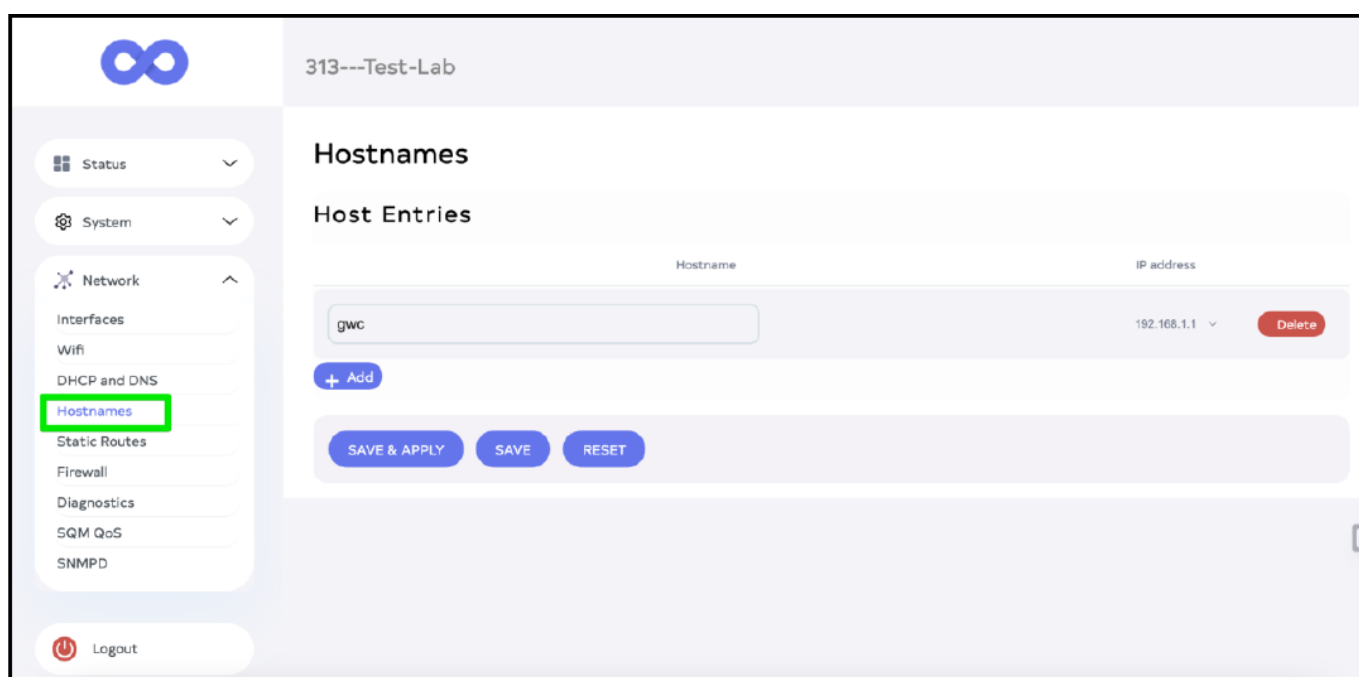 313---Test-Lab
Status
System
Network
Interfaces
Wifi
DHCP and DNS
Hostnames
Static Routes
Firewall
Diagnostics
SQM QoS
SNMPD
Logout
Hostnames
Host Entries
Hostname IP address
gwc 192.168.1.1 Delete
+ Add
SAVE & APPLY SAVE RESET